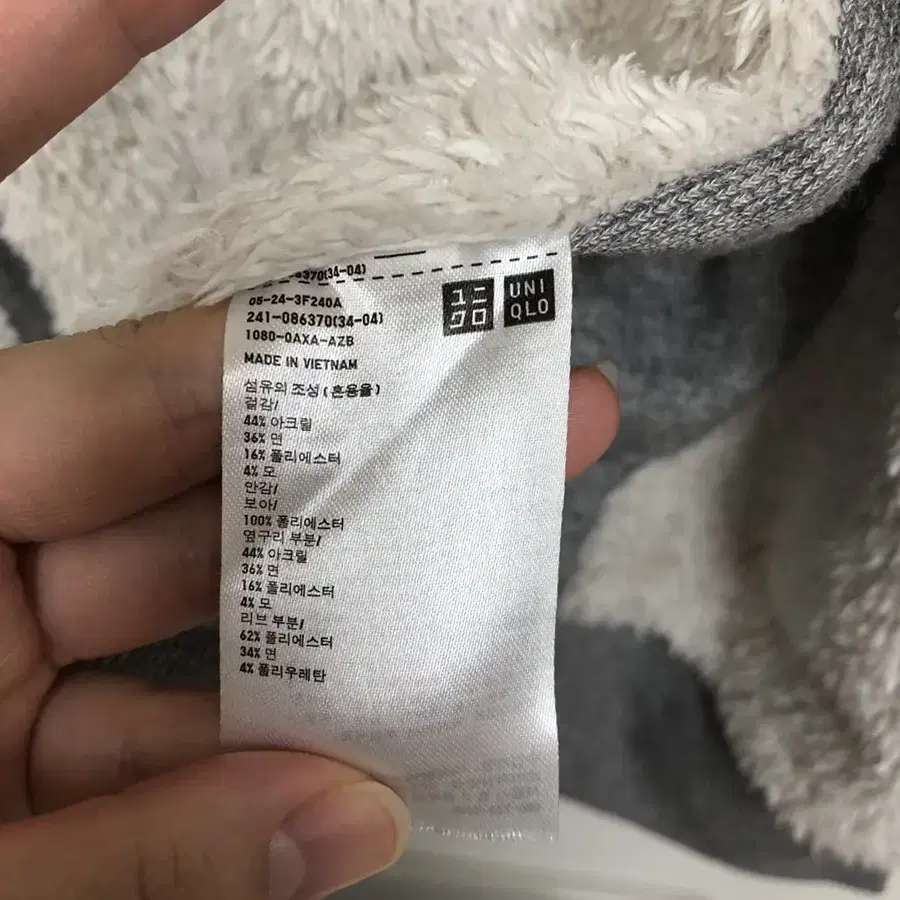 6370(34-04)
05-24-3F240A
241-086370(34-04)
1080-QAXA-AZB
MADE IN VIETNAM
ユニ
クロ
UNI
QLO
섬유의 조성 (혼용율)
겉감/
44% 아크릴
36% 면
16% 폴리에스터
4% 모
안감/
보아/
100% 폴리에스터
옆구리 부분/
44% 아크릴
36% 면
16% 폴리에스터
4% 모
리브 부분/
62% 폴리에스터
34% 면
4% 폴리우레탄